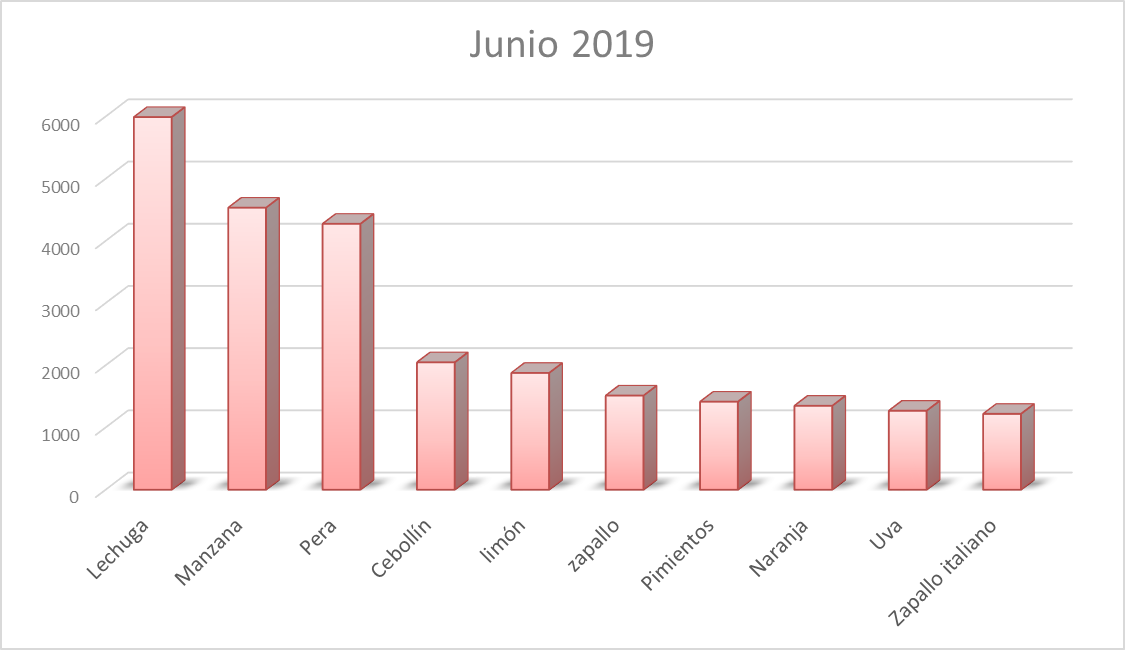 Junio 2019
6000
5000
4000
3000
2000
1000
0
Lechuga
Manzana
Pera
Cebollín
limón
zapallo
Pimientos
Naranja
Uva
Zapallo italiano